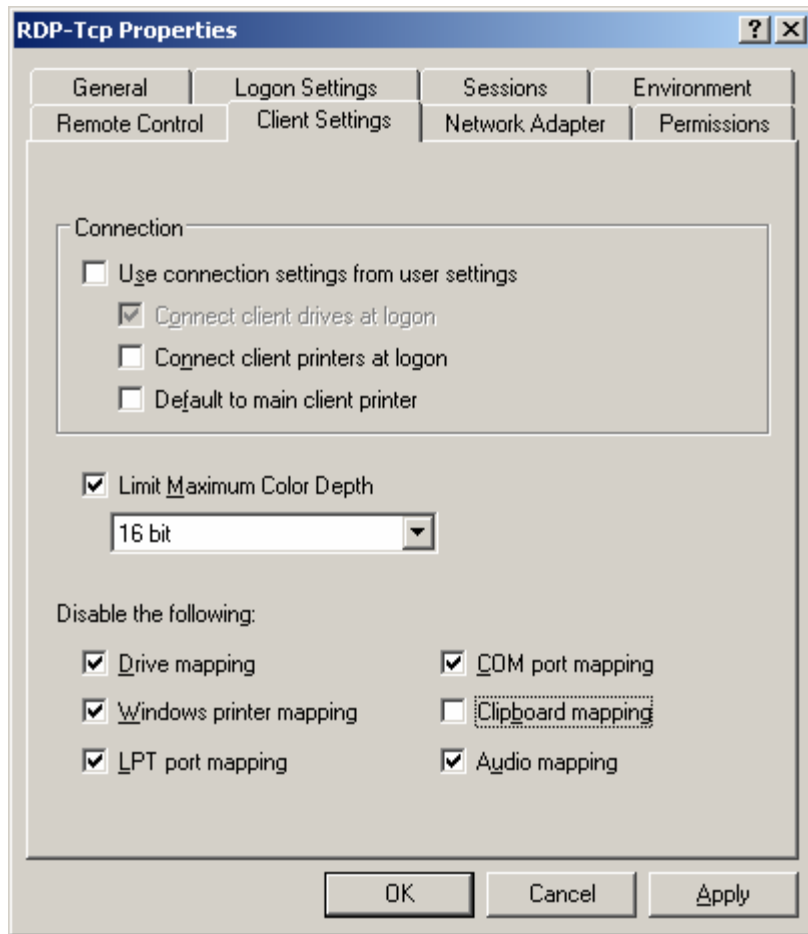 RDP-Tcp Properties
General Logon Settings Sessions Environment
Remote Control Client Settings Network Adapter Permissions
Connection
Use connection settings from user settings
Connect client drives at logon
Connect client printers at logon
Default to main client printer
Limit Maximum Color Depth
16 bit
Disable the following:
Drive mapping COM port mapping
Windows printer mapping Clipboard mapping
LPT port mapping Audio mapping
OK Cancel Apply